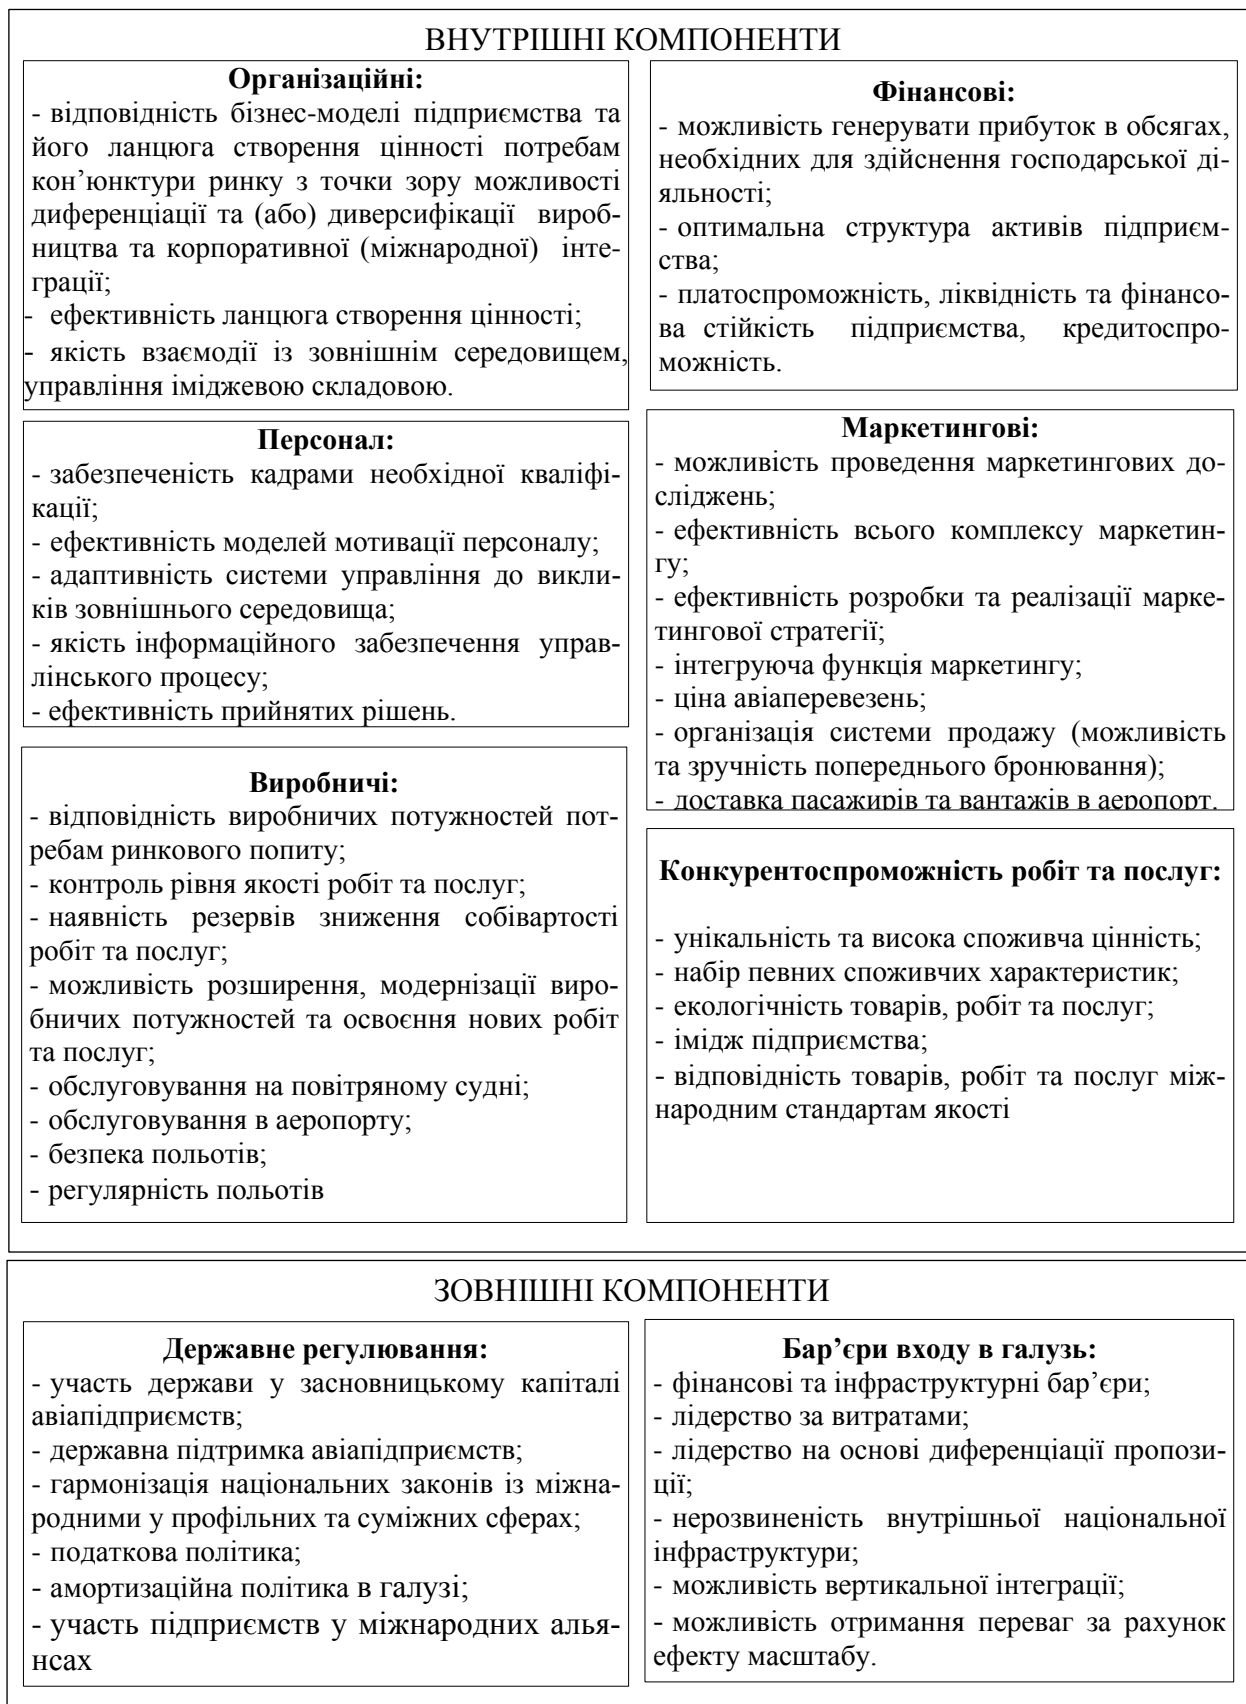 ВНУТРІШНІ КОМПОНЕНТИ
Організаційні:
- відповідність бізнес-моделі підприємства та
його ланцюга створення цінності потребам
кон’юнктури ринку з точки зору можливості
диференціації та (або) диверсифікації вироб-
ництва та корпоративної (міжнародної) інте-
грації;
- ефективність ланцюга створення цінності;
- якість взаємодії із зовнішнім середовищем,
управління іміджевою складовою.
Фінансові:
- можливість генерувати прибуток в обсягах,
необхідних для здійснення господарської ді-
яльності;
- оптимальна структура активів підприєм-
ства;
- платоспроможність, ліквідність та фінансо-
ва стійкість підприємства, кредитоспро-
можність.
Персонал:
- забезпеченість кадрами необхідної кваліфі-
кації;
- ефективність моделей мотивації персоналу;
- адаптивність системи управління до викли-
ків зовнішнього середовища;
- якість інформаційного забезпечення управ-
лінського процесу;
- ефективність прийнятих рішень.
Маркетингові:
- можливість проведення маркетингових до-
сліджень;
- ефективність всього комплексу маркетин-
гу;
- ефективність розробки та реалізації марке-
тингової стратегії;
- інтегруюча функція маркетингу;
- ціна авіаперевезень;
- організація системи продажу (можливість
та зручність попереднього бронювання);
- доставка пасажирів та вантажів в аеропорт.
Виробничі:
- відповідність виробничих потужностей пот-
ребам ринкового попиту;
- контроль рівня якості робіт та послуг;
- наявність резервів зниження собівартості
робіт та послуг;
- можливість розширення, модернізації виро-
бничих потужностей та освоєння нових робіт
та послуг;
- обслуговування на повітряному судні;
- обслуговування в аеропорту;
- безпека польотів;
- регулярність польотів
Конкурентоспроможність робіт та послуг:
- унікальність та висока споживча цінність;
- набір певних споживчих характеристик;
- екологічність товарів, робіт та послуг;
- імідж підприємства;
- відповідність товарів, робіт та послуг між-
народним стандартам якості
ЗОВНІШНІ КОМПОНЕНТИ
Державне регулювання:
- участь держави у засновницькому капіталі
авіапідприємств;
- державна підтримка авіапідприємств;
- гармонізація національних законів із міжна-
родними у профільних та суміжних сферах;
- податкова політика;
- амортизаційна політика в галузі;
- участь підприємств у міжнародних алья-
нсах
Бар’єри входу в галузь:
- фінансові та інфраструктурні бар’єри;
- лідерство за витратами;
- лідерство на основі диференціації пропози-
ції;
- нерозвиненість внутрішньої національної
інфраструктури;
- можливість вертикальної інтеграції;
- можливість отримання переваг за рахунок
ефекту масштабу.